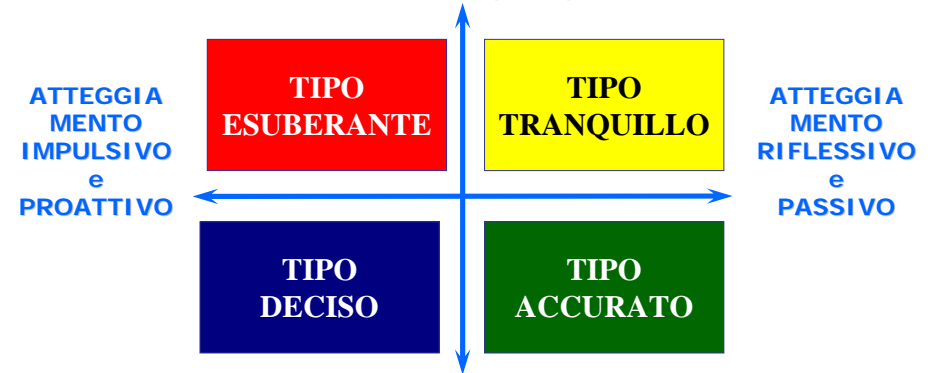 TIPO
ESUBERANTE
TIPO
TRANQUILLO
ATTEGGIA
MENTO
IMPULSIVO
e
PROATTIVO
ATTEGGIA
MENTO
RIFLESSIVO
e
PASSIVO
TIPO
DECISO
TIPO
ACCURATO